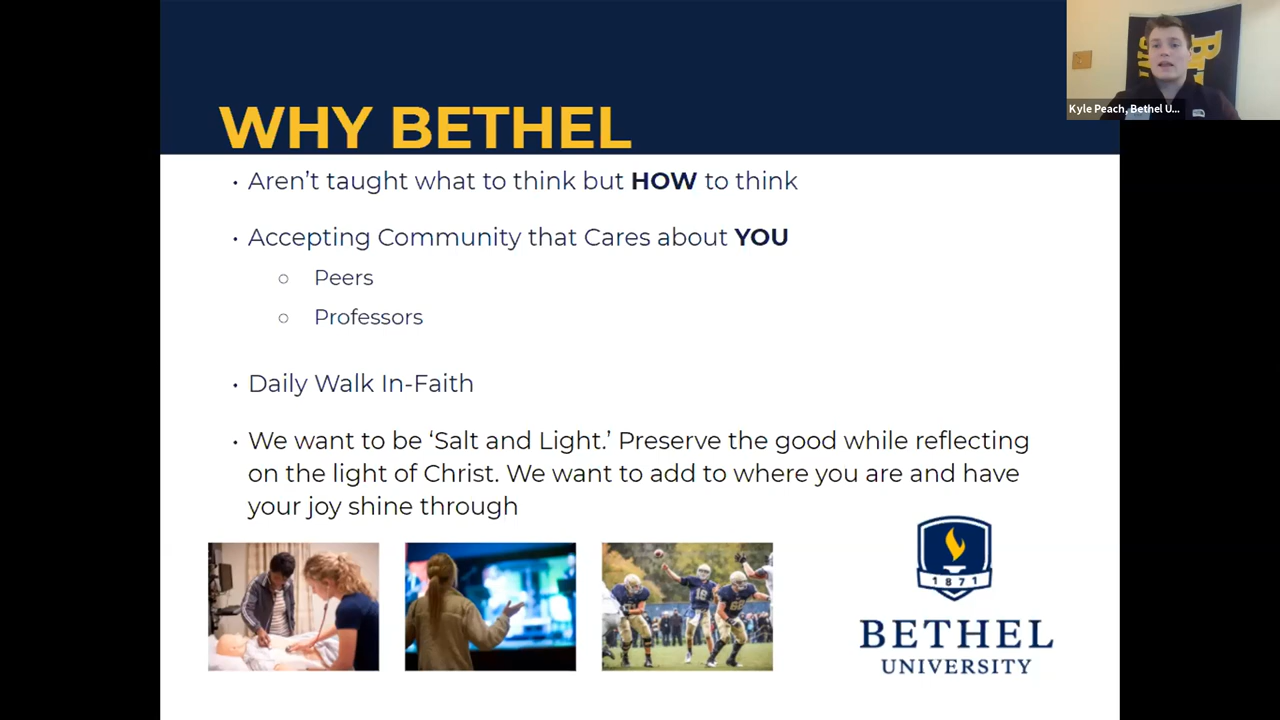 WHY BETHEL
Kyle Peach, Bethel U...
• Aren't taught what to think but HOW to think
• Accepting Community that Cares about YOU
○ Peers
○ Professors
• Daily Walk In-Faith
• We want to be ‘Salt and Light.’ Preserve the good while reflecting
on the light of Christ. We want to add to where you are and have
your joy shine through
1871
BETHEL
UNIVERSITY